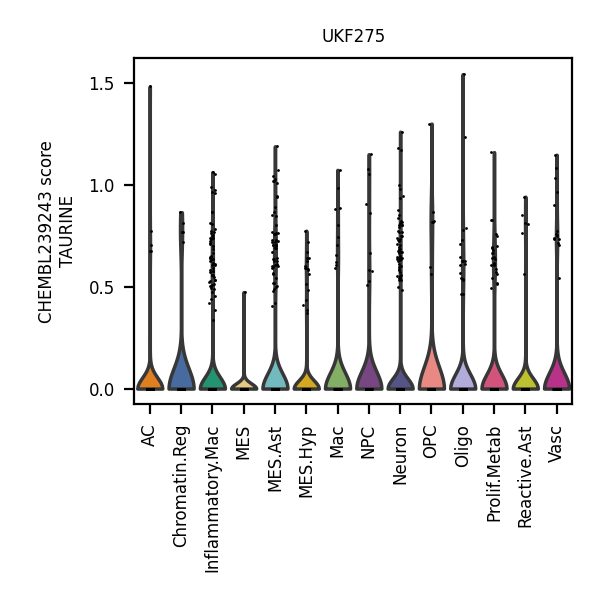 UKF275
CHEMBL239243 score
TAURINE
1.5
1.0
0.5
0.0
AC
Chromatin.Reg
Inflammatory.Mac
MES
MES.Ast
MES.Hyp
Mac
NPC
Neuron
OPC
Oligo
Prolif.Metab
Reactive.Ast
Vasc